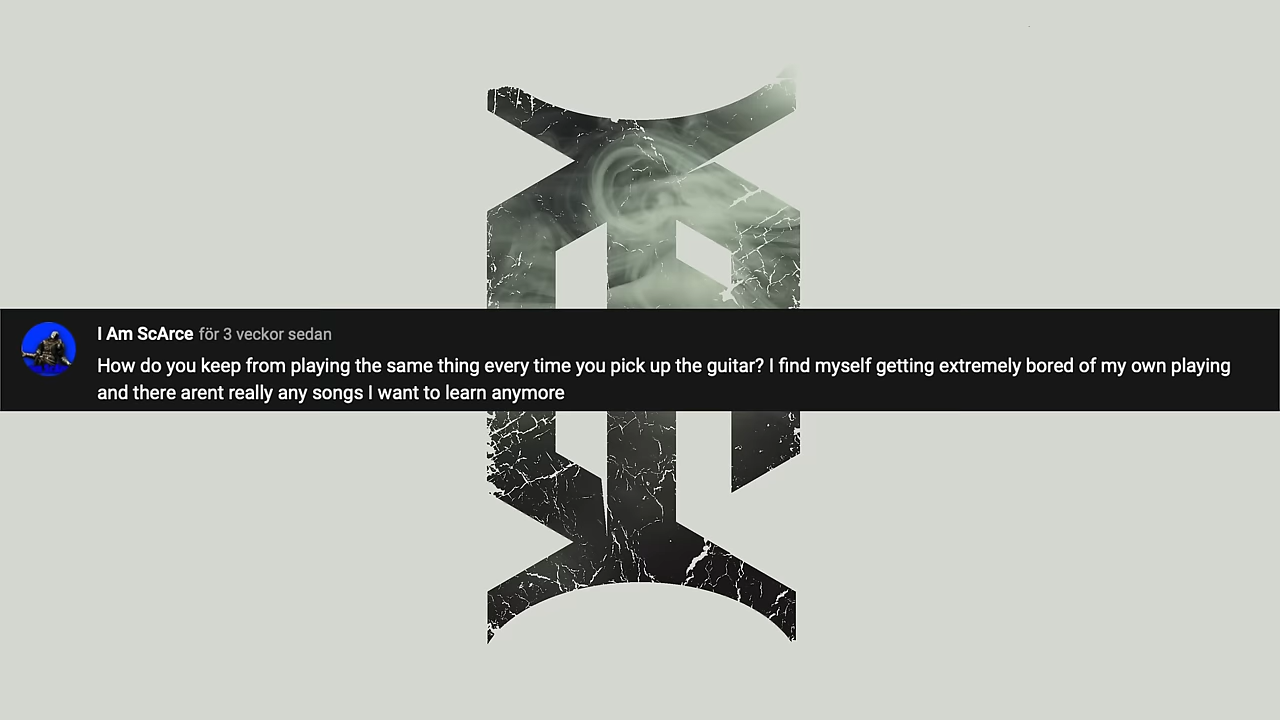 I Am ScArce för 3 veckor sedan
How do you keep from playing the same thing every time you pick up the guitar? I find myself getting extremely bored of my own playing
and there arent really any songs I want to learn anymore